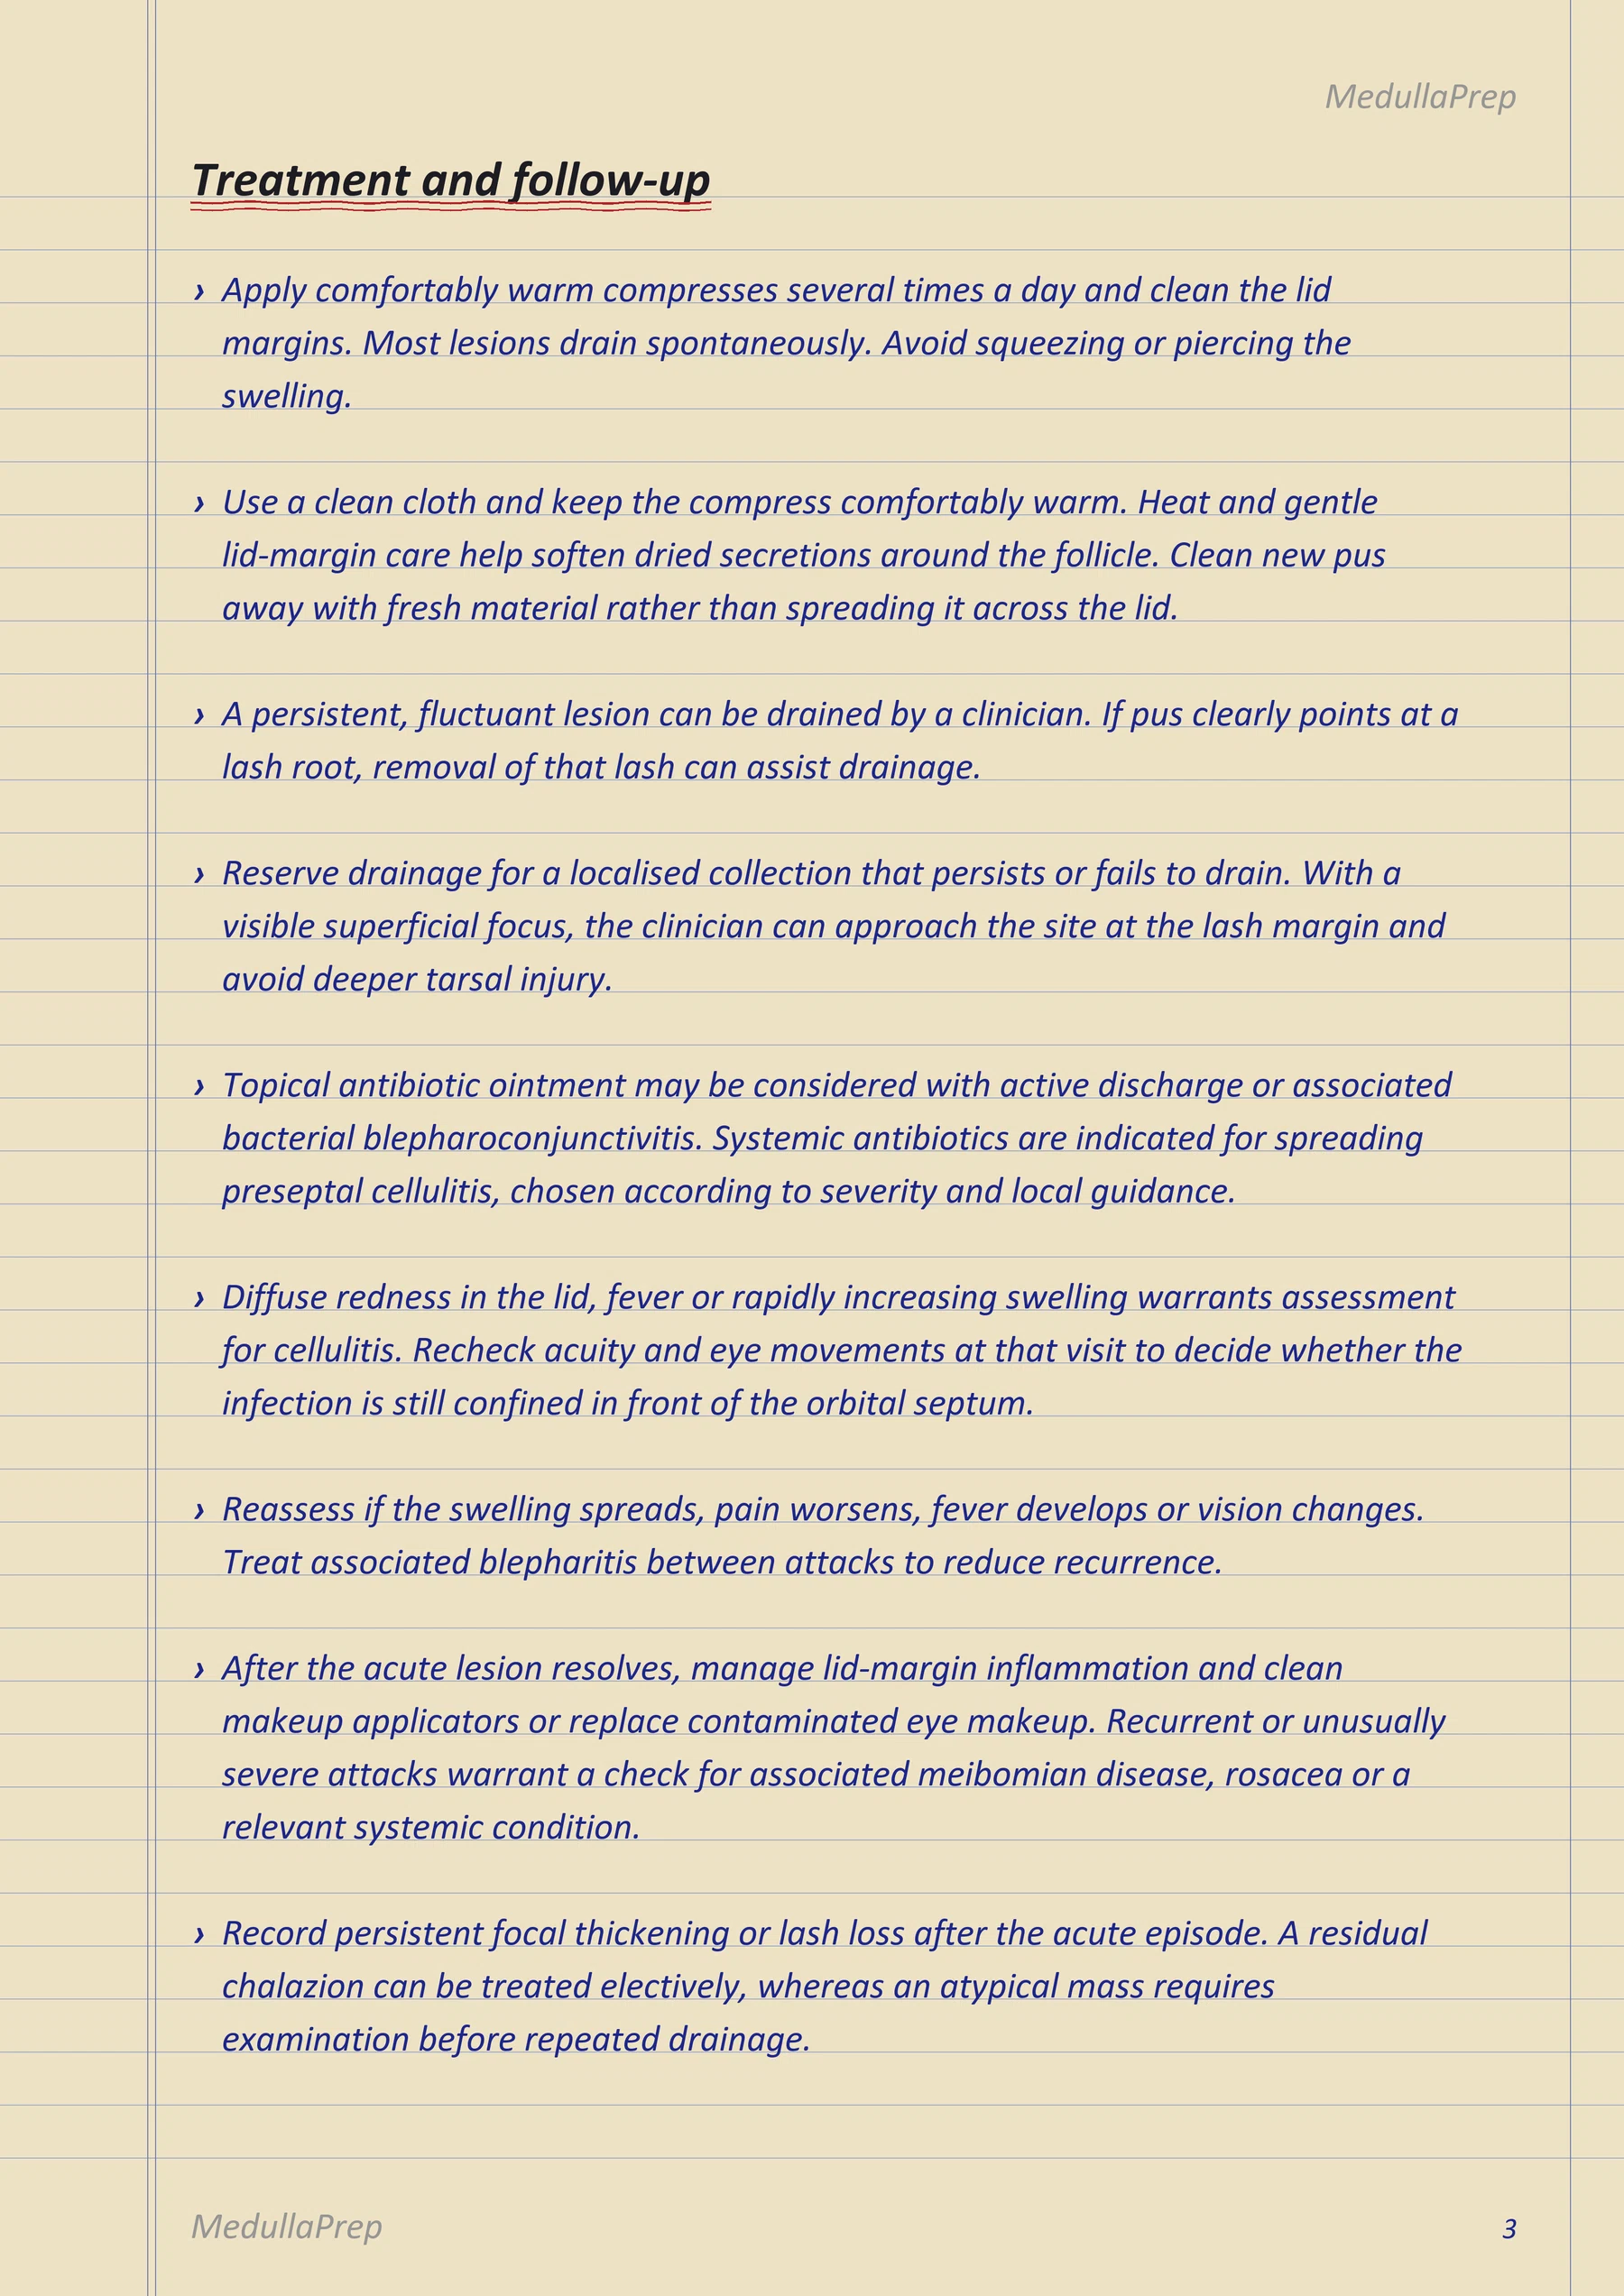 MedullaPrep
Treatment and follow-up
› Apply comfortably warm compresses several times a day and clean the lid
margins. Most lesions drain spontaneously. Avoid squeezing or piercing the
swelling.
› Use a clean cloth and keep the compress comfortably warm. Heat and gentle
lid-margin care help soften dried secretions around the follicle. Clean new pus
away with fresh material rather than spreading it across the lid.
› A persistent, fluctuant lesion can be drained by a clinician. If pus clearly points at a
lash root, removal of that lash can assist drainage.
› Reserve drainage for a localised collection that persists or fails to drain. With a
visible superficial focus, the clinician can approach the site at the lash margin and
avoid deeper tarsal injury.
› Topical antibiotic ointment may be considered with active discharge or associated
bacterial blepharoconjunctivitis. Systemic antibiotics are indicated for spreading
preseptal cellulitis, chosen according to severity and local guidance.
› Diffuse redness in the lid, fever or rapidly increasing swelling warrants assessment
for cellulitis. Recheck acuity and eye movements at that visit to decide whether the
infection is still confined in front of the orbital septum.
› Reassess if the swelling spreads, pain worsens, fever develops or vision changes.
Treat associated blepharitis between attacks to reduce recurrence.
› After the acute lesion resolves, manage lid-margin inflammation and clean
makeup applicators or replace contaminated eye makeup. Recurrent or unusually
severe attacks warrant a check for associated meibomian disease, rosacea or a
relevant systemic condition.
› Record persistent focal thickening or lash loss after the acute episode. A residual
chalazion can be treated electively, whereas an atypical mass requires
examination before repeated drainage.
MedullaPrep
3